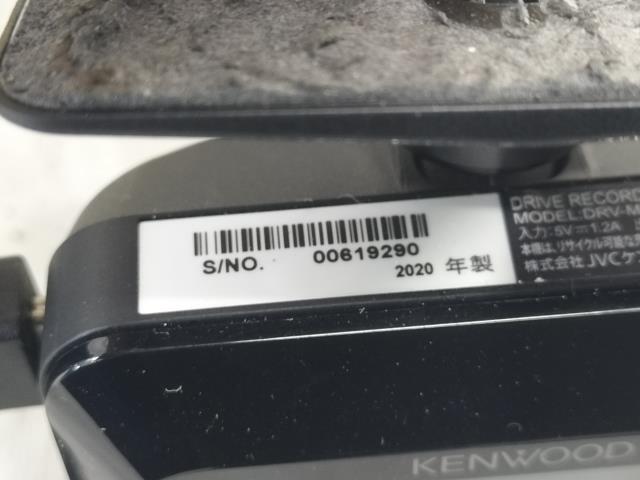 S/NO. 00619290
2020 年製
DRIVE RECOR
MODEL: DRV-
入力: 5V⎓1.2A
本機は、リサイクル可能な
株式会社 JVCケ
KENWOOD